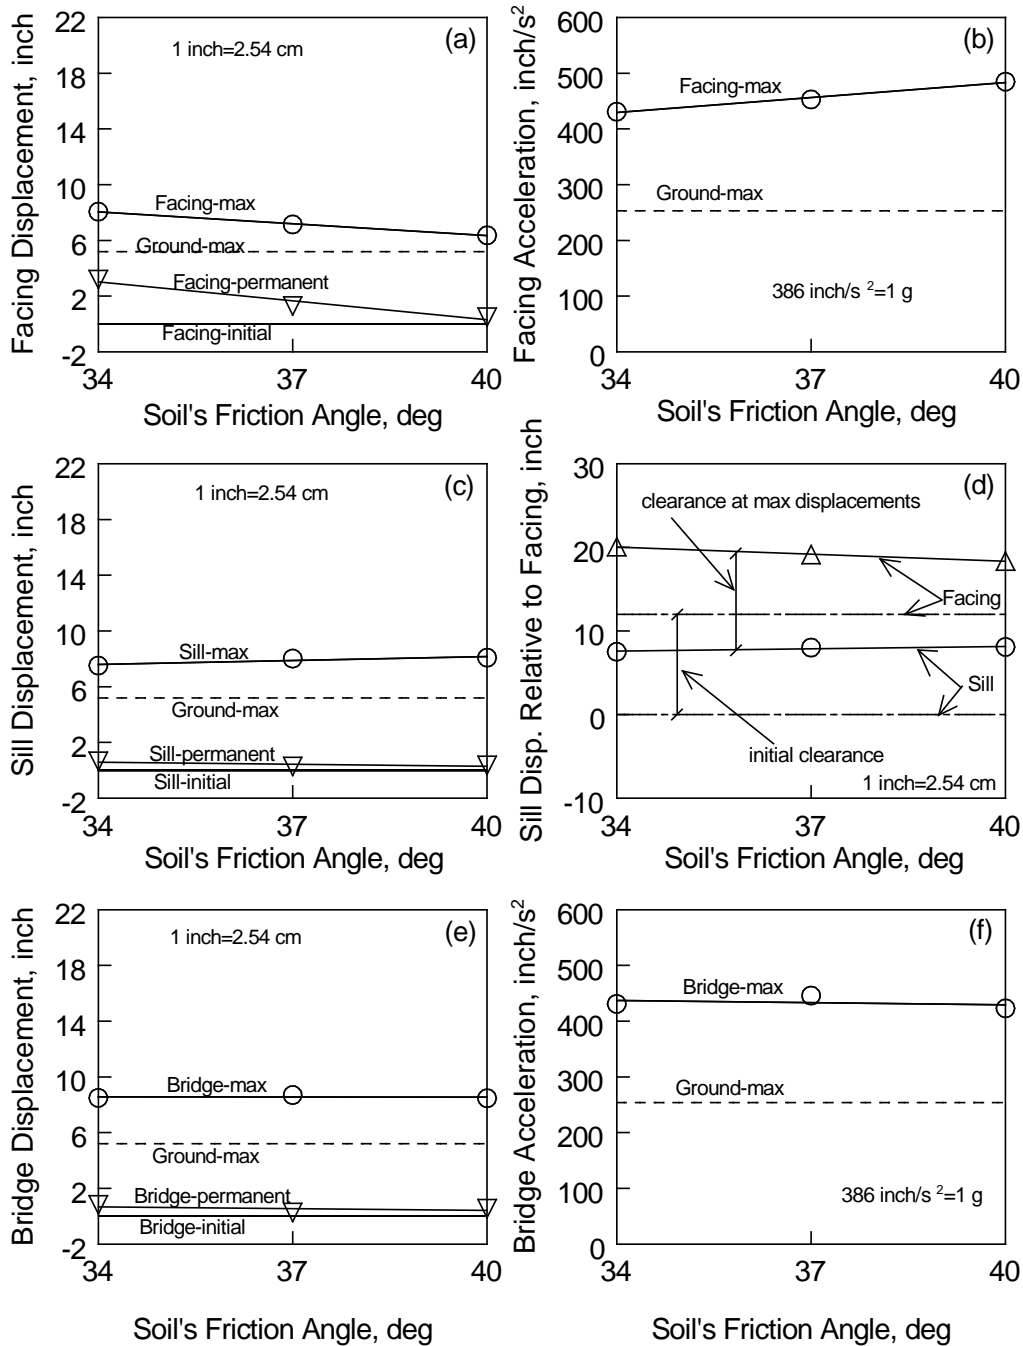 Facing Displacement, inch
22
18
14
10
6
2
-2
(a)
1 inch=2.54 cm
Facing-max
Ground-max
Facing-permanent
Facing-initial
34
37
40
Soil's Friction Angle, deg
Facing Acceleration, inch/s²
600
500
400
300
200
100
0
(b)
Facing-max
Ground-max
386 inch/s ²=1 g
34
37
40
Soil's Friction Angle, deg
Sill Displacement, inch
22
18
14
10
6
2
-2
(c)
1 inch=2.54 cm
Sill-max
Ground-max
Sill-permanent
Sill-initial
34
37
40
Soil's Friction Angle, deg
Sill Disp. Relative to Facing, inch
30
20
10
0
-10
(d)
clearance at max displacements
Facing
Sill
initial clearance
1 inch=2.54 cm
34
37
40
Soil's Friction Angle, deg
Bridge Displacement, inch
22
18
14
10
6
2
-2
(e)
1 inch=2.54 cm
Bridge-max
Ground-max
Bridge-permanent
Bridge-initial
34
37
40
Soil's Friction Angle, deg
Bridge Acceleration, inch/s²
600
500
400
300
200
100
0
(f)
Bridge-max
Ground-max
386 inch/s ²=1 g
34
37
40
Soil's Friction Angle, deg